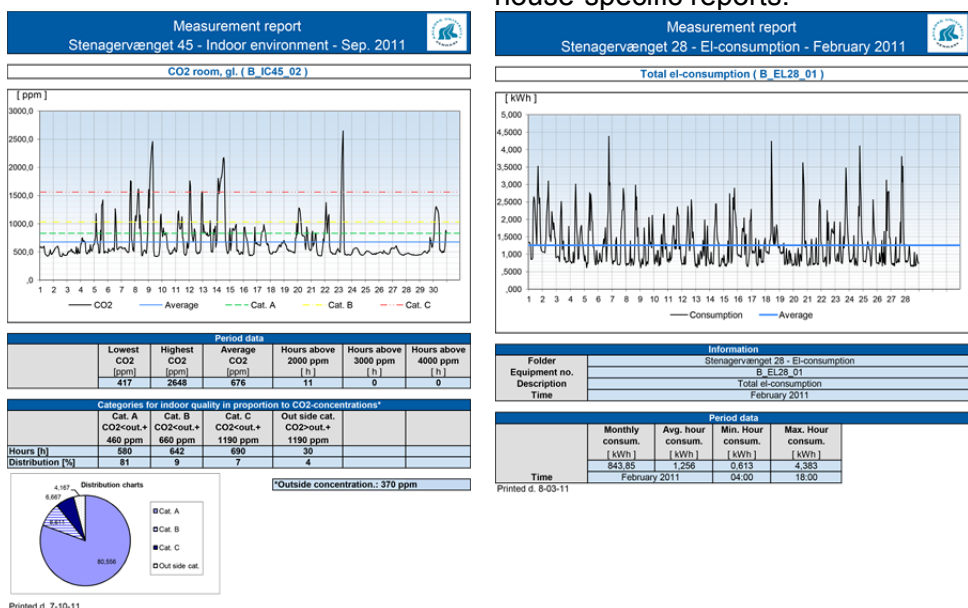 house-specific reports.
Measurement report
Stenagervænget 45 - Indoor environment - Sep. 2011
CO2 room, gl. ( B_IC45_02 )
[ ppm ]
3000,0
2500,0
2000,0
1500,0
1000,0
500,0
,0
1 2 3 4 5 6 7 8 9 10 11 12 13 14 15 16 17 18 19 20 21 22 23 24 25 26 27 28 29 30
CO2 Average Cat. A Cat. B Cat. C
Period data
Lowest CO2 [ppm] Highest CO2 [ppm] Average CO2 [ppm] Hours above 2000 ppm [ h ] Hours above 3000 ppm [ h ] Hours above 4000 ppm [ h ]
417 2648 676 11 0 0
Categories for indoor quality in proportion to CO2-concentrations*
Cat. A Cat. B Cat. C Out side cat.
CO2<out.+ CO2<out.+ CO2<out.+ CO2>out.+
460 ppm 660 ppm 1190 ppm 1190 ppm
Hours [h] 580 642 690 30
Distribution [%] 81 9 7 4
*Outside concentration.: 370 ppm
Distribution charts
4,167
6,667
80,556
Cat. A
Cat. B
Cat. C
Out side cat.
Printed d. 7-10-11
Measurement report
Stenagervænget 28 - El-consumption - February 2011
Total el-consumption ( B_EL28_01 )
[ kWh ]
5,000
4,5000
4,000
3,5000
3,000
2,5000
2,000
1,5000
1,000
,5000
,000
1 2 3 4 5 6 7 8 9 10 11 12 13 14 15 16 17 18 19 20 21 22 23 24 25 26 27 28
Consumption Average
Information
Folder Stenagervænget 28 - El-consumption
Equipment no. B_EL28_01
Description Total el-consumption
Time February 2011
Period data
Monthly consum. Avg. hour consum. Min. Hour consum. Max. Hour consum.
[ kWh ] [ kWh ] [ kWh ] [ kWh ]
843,85 1,256 0,613 4,383
Time February 2011 04:00 18:00
Printed d. 8-03-11